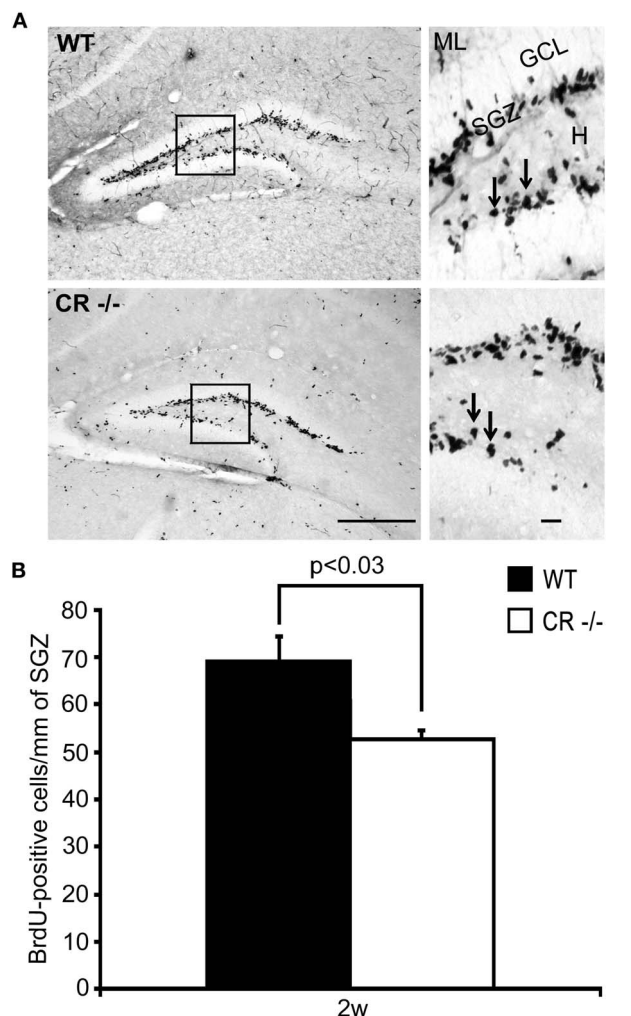 A
WT
ML
GCL
SGZ
H
CR -/-
B
p<0.03
WT
CR -/-
BrdU-positive cells/mm of SGZ
80
70
60
50
40
30
20
10
0
2w